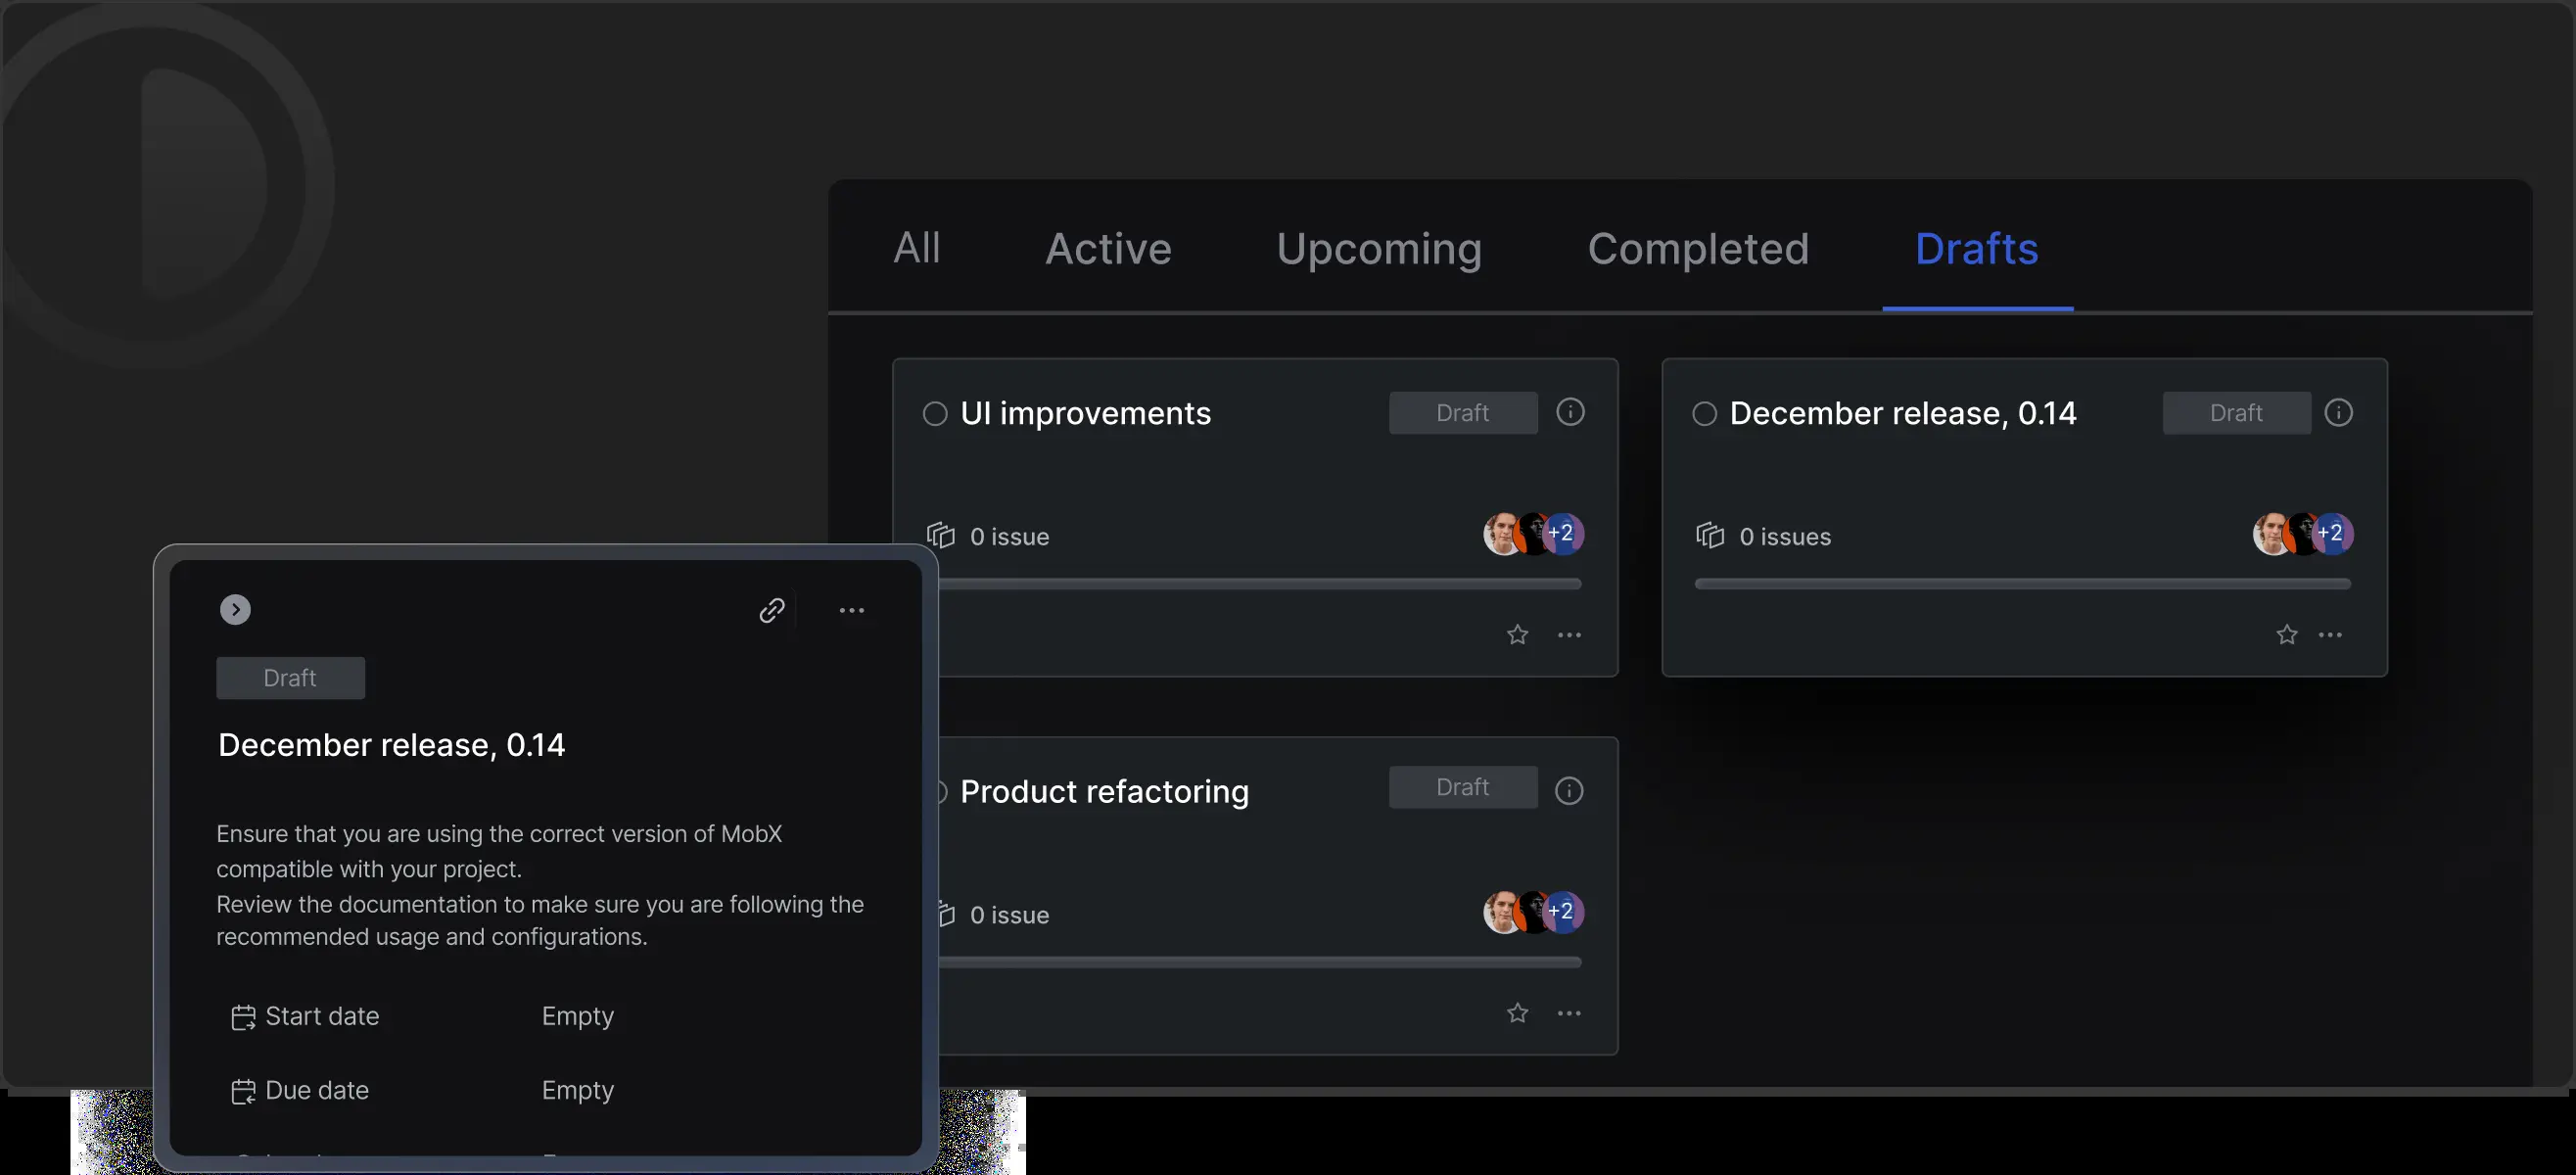 All
Active
Upcoming
Completed
Drafts
UI improvements
Draft
0 issue
+2
December release, 0.14
Draft
0 issues
+2
Product refactoring
Draft
0 issue
+2
Draft
December release, 0.14
Ensure that you are using the correct version of MobX
compatible with your project.
Review the documentation to make sure you are following the
recommended usage and configurations.
Start date
Empty
Due date
Empty